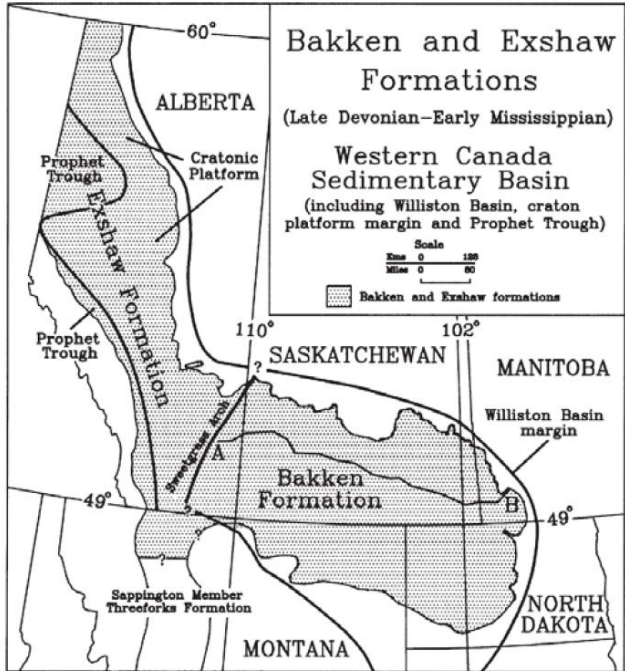 Bakken and Exshaw
Formations
(Late Devonian-Early Mississippian)
Western Canada
Sedimentary Basin
(including Williston Basin, craton
platform margin and Prophet Trough)
Scale
Kms 0 128
Miles 0 80
Bakken and Exshaw formations
60°
ALBERTA
Prophet
Trough
Cratonic
Platform
Exshaw Formation
Prophet
Trough
110°
102°
?
SASKATCHEWAN
MANITOBA
Williston Basin
margin
Sweetgrass Arch
A
Bakken
Formation
B
49°
?
49°
?
?
?
Sappington Member
Threeforks Formation
NORTH
DAKOTA
MONTANA